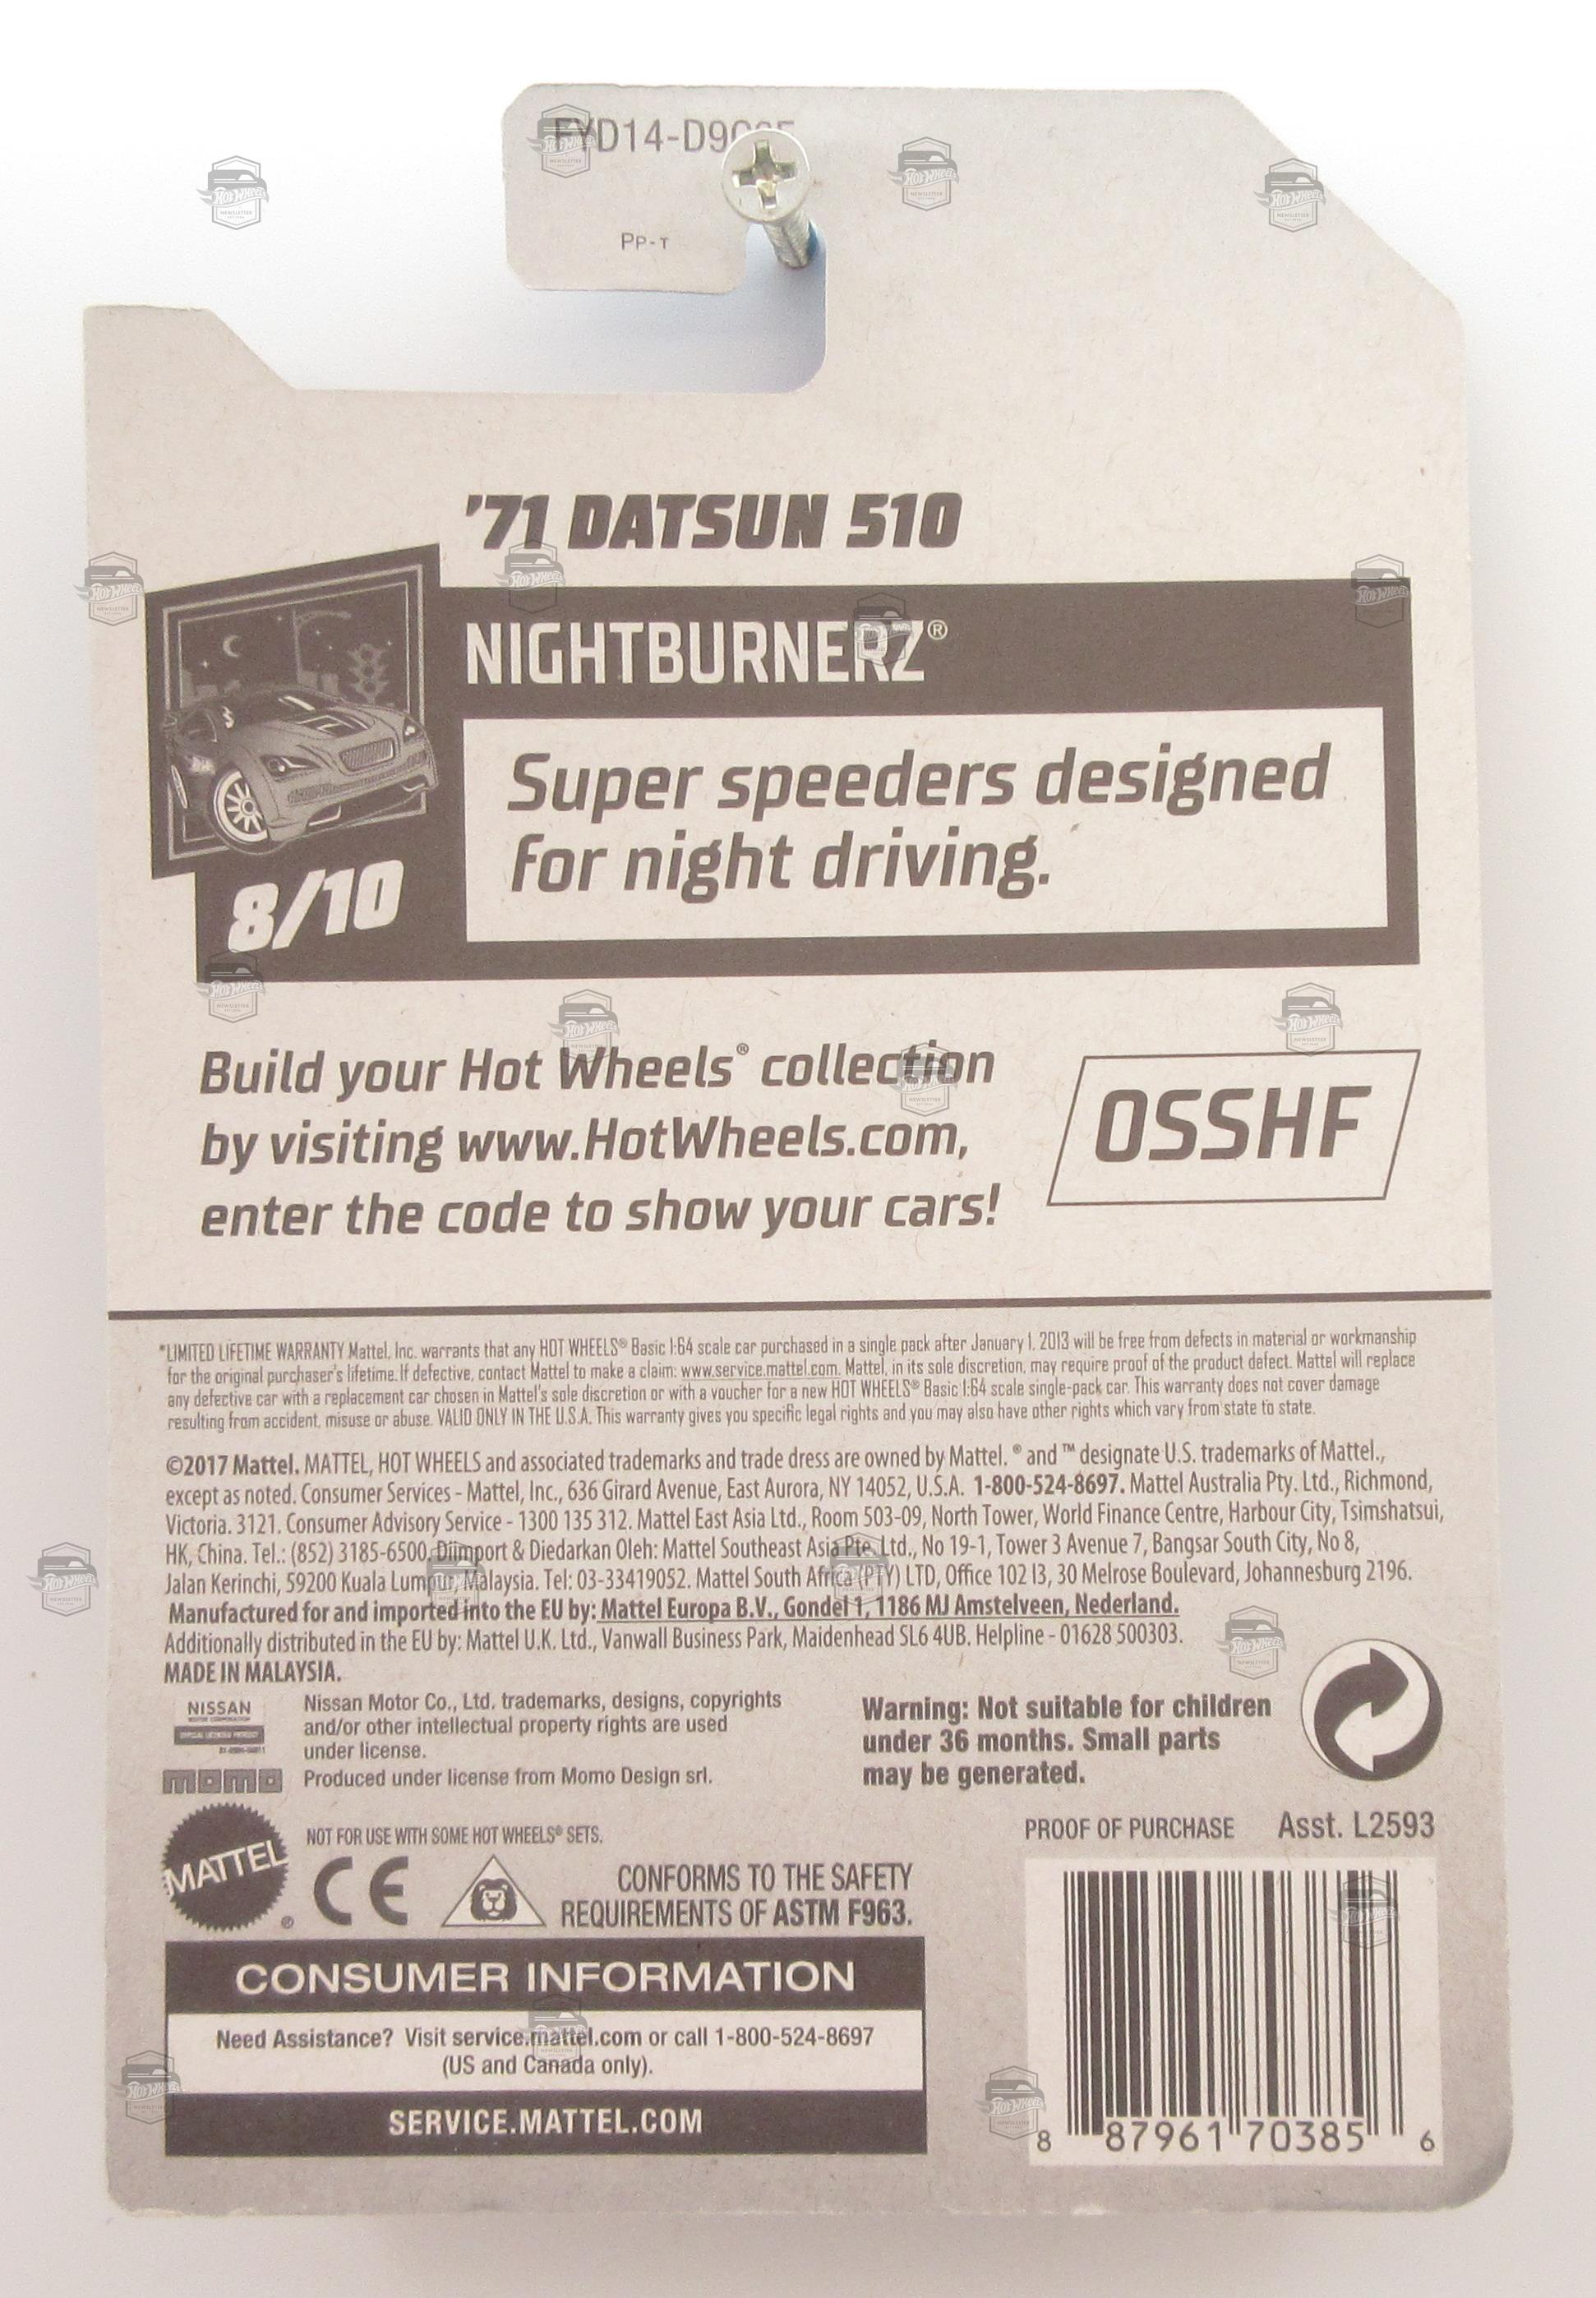 FYD14-D9
PP-T
'71 DATSUN 510
NIGHTBURNERZ®
Super speeders designed
for night driving.
8/10
Build your Hot Wheels® collection
by visiting www.HotWheels.com,
enter the code to show your cars!
OSSHF
*LIMITED LIFETIME WARRANTY Mattel, Inc. warrants that any HOT WHEELS® Basic 1:64 scale car purchased in a single pack after January 1, 2013 will be free from defects in material or workmanship
for the original purchaser's lifetime. If defective, contact Mattel to make a claim: www.service.mattel.com. Mattel, in its sole discretion, may require proof of the product defect. Mattel will replace
any defective car with a replacement car chosen in Mattel's sole discretion or with a voucher for a new HOT WHEELS® Basic 1:64 scale single-pack car. This warranty does not cover damage
resulting from accident, misuse or abuse. VALID ONLY IN THE U.S.A. This warranty gives you specific legal rights and you may also have other rights which vary from state to state.
©2017 Mattel. MATTEL, HOT WHEELS and associated trademarks and trade dress are owned by Mattel. ® and ™ designate U.S. trademarks of Mattel.,
except as noted. Consumer Services - Mattel, Inc., 636 Girard Avenue, East Aurora, NY 14052, U.S.A. 1-800-524-8697. Mattel Australia Pty. Ltd., Richmond,
Victoria. 3121. Consumer Advisory Service - 1300 135 312. Mattel East Asia Ltd., Room 503-09, North Tower, World Finance Centre, Harbour City, Tsimshatsui,
HK, China. Tel.: (852) 3185-6500. Diimport & Diedarkan Oleh: Mattel Southeast Asia Pte. Ltd., No 19-1, Tower 3 Avenue 7, Bangsar South City, No 8,
Jalan Kerinchi, 59200 Kuala Lumpur, Malaysia. Tel: 03-33419052. Mattel South Africa (PTY) LTD, Office 102 I3, 30 Melrose Boulevard, Johannesburg 2196.
Manufactured for and imported into the EU by: Mattel Europa B.V., Gondel 1, 1186 MJ Amstelveen, Nederland.
Additionally distributed in the EU by: Mattel U.K. Ltd., Vanwall Business Park, Maidenhead SL6 4UB. Helpline - 01628 500303.
MADE IN MALAYSIA.
NISSAN
Nissan Motor Co., Ltd. trademarks, designs, copyrights
and/or other intellectual property rights are used
under license.
momo
Produced under license from Momo Design srl.
Warning: Not suitable for children
under 36 months. Small parts
may be generated.
MATTEL®
NOT FOR USE WITH SOME HOT WHEELS® SETS.
CE
CONFORMS TO THE SAFETY
REQUIREMENTS OF ASTM F963.
PROOF OF PURCHASE Asst. L2593
CONSUMER INFORMATION
Need Assistance? Visit service.mattel.com or call 1-800-524-8697
(US and Canada only).
SERVICE.MATTEL.COM
8 87961 70385 6